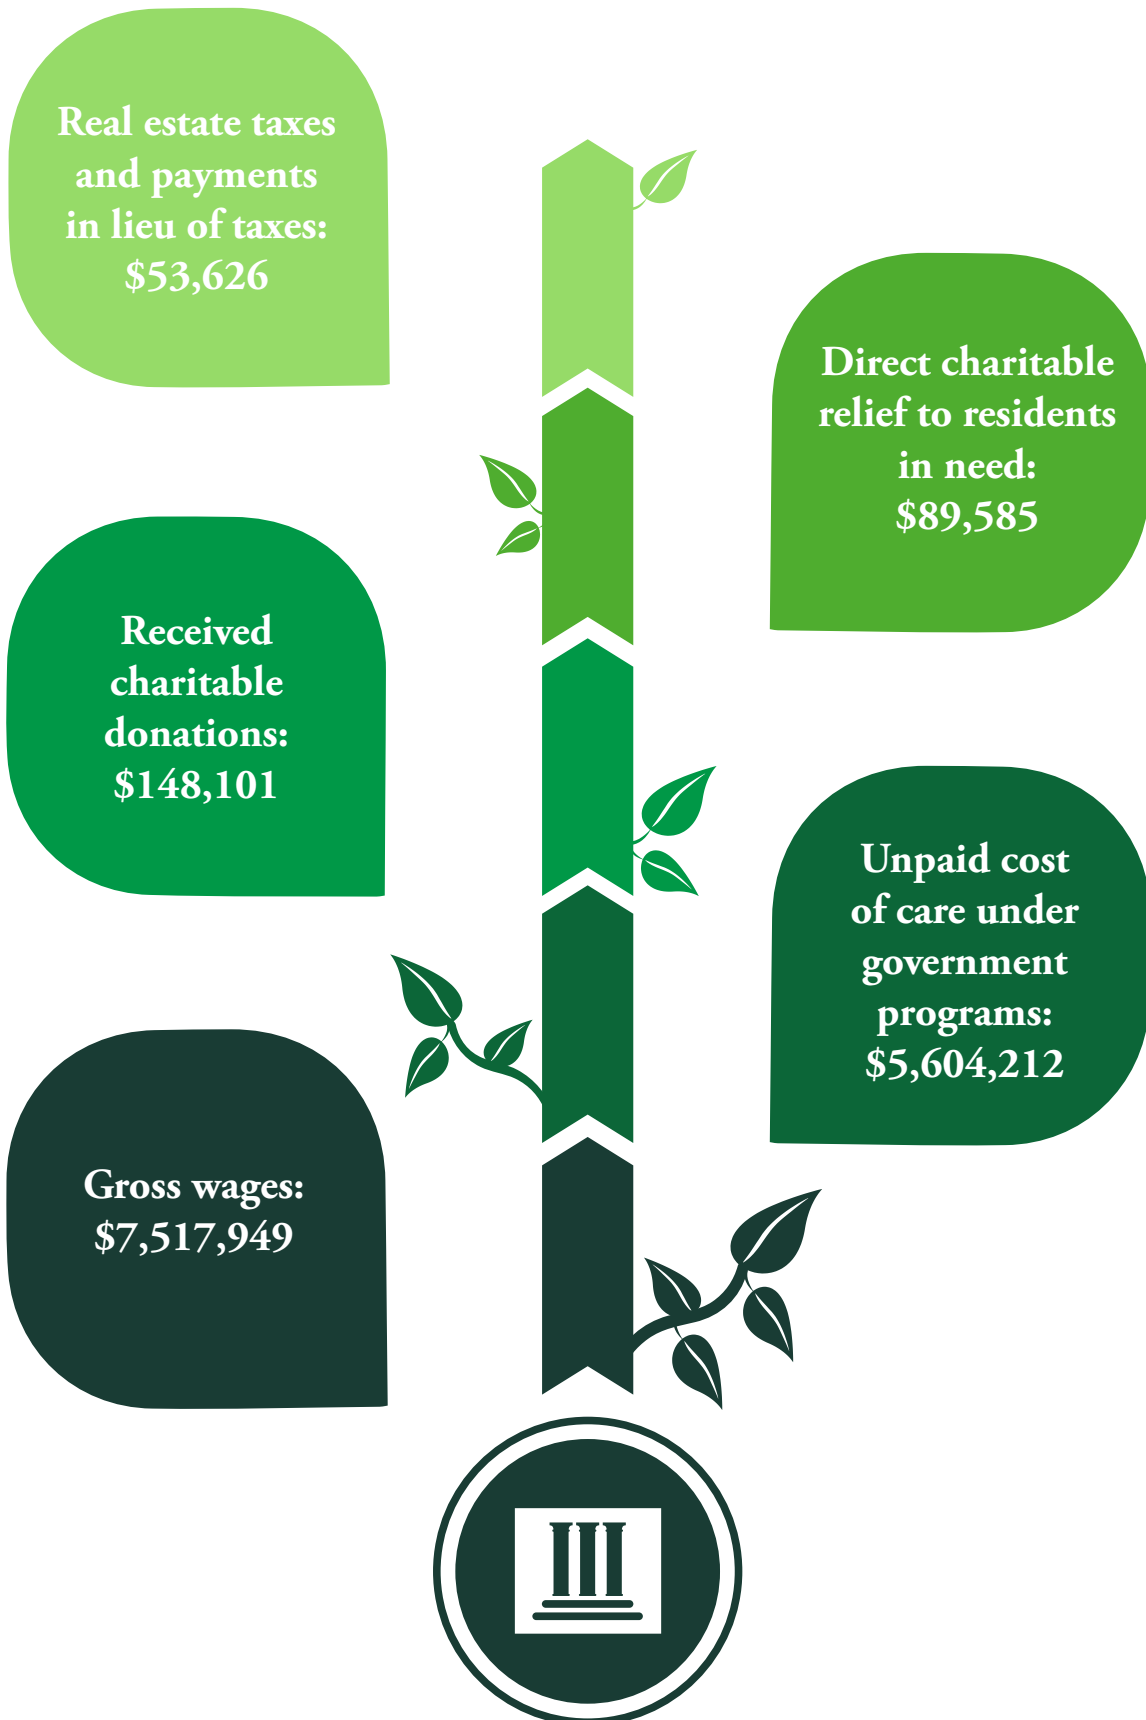 Real estate taxes
and payments
in lieu of taxes:
$53,626
Direct charitable
relief to residents
in need:
$89,585
Received
charitable
donations:
$148,101
Unpaid cost
of care under
government
programs:
$5,604,212
Gross wages:
$7,517,949